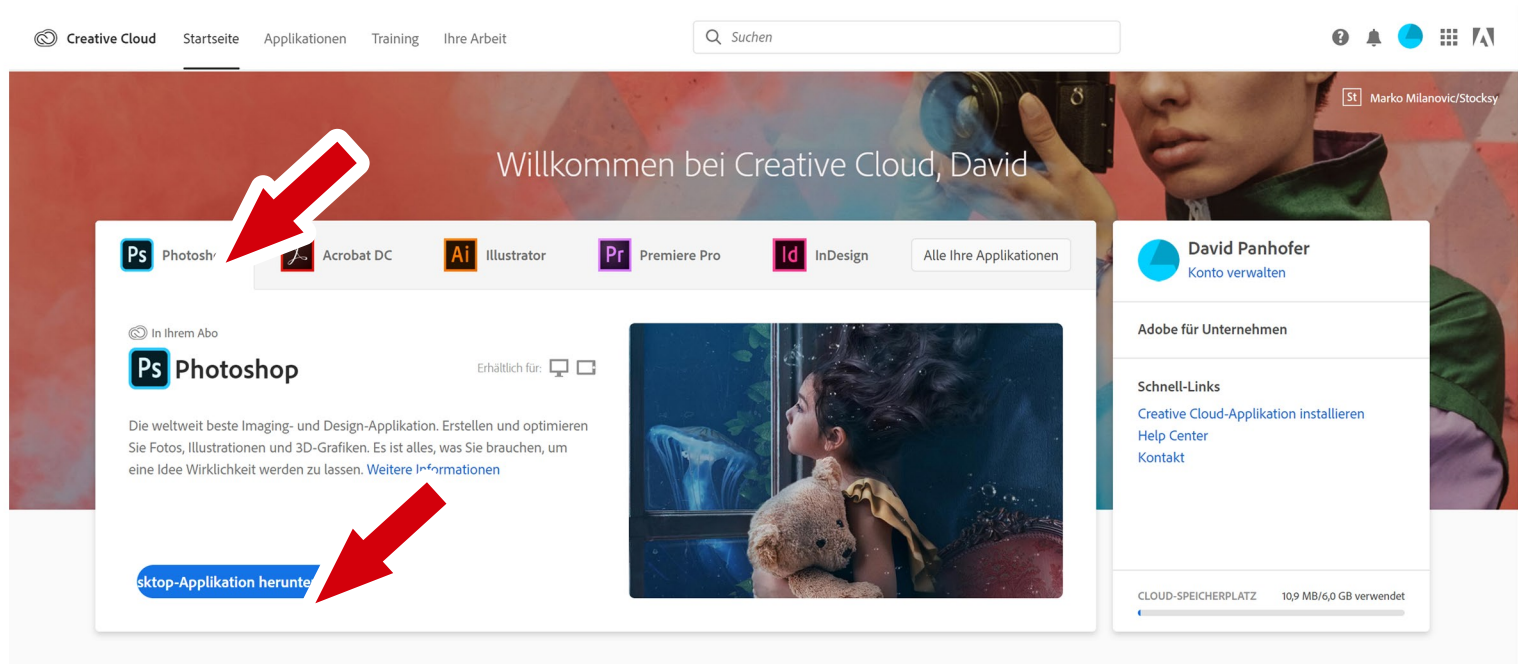 Creative Cloud Startseite Applikationen Training Ihre Arbeit Suchen
St Marko Milanovic/Stocksy
Willkommen bei Creative Cloud, David
Ps Photosh Acrobat DC Ai Illustrator Pr Premiere Pro Id InDesign Alle Ihre Applikationen
In Ihrem Abo
Ps Photoshop Erhältlich für:
Die weltweit beste Imaging- und Design-Applikation. Erstellen und optimieren
Sie Fotos, Illustrationen und 3D-Grafiken. Es ist alles, was Sie brauchen, um
eine Idee Wirklichkeit werden zu lassen. Weitere Informationen
sktop-Applikation herunte
David Panhofer
Konto verwalten
Adobe für Unternehmen
Schnell-Links
Creative Cloud-Applikation installieren
Help Center
Kontakt
CLOUD-SPEICHERPLATZ 10,9 MB/6,0 GB verwendet